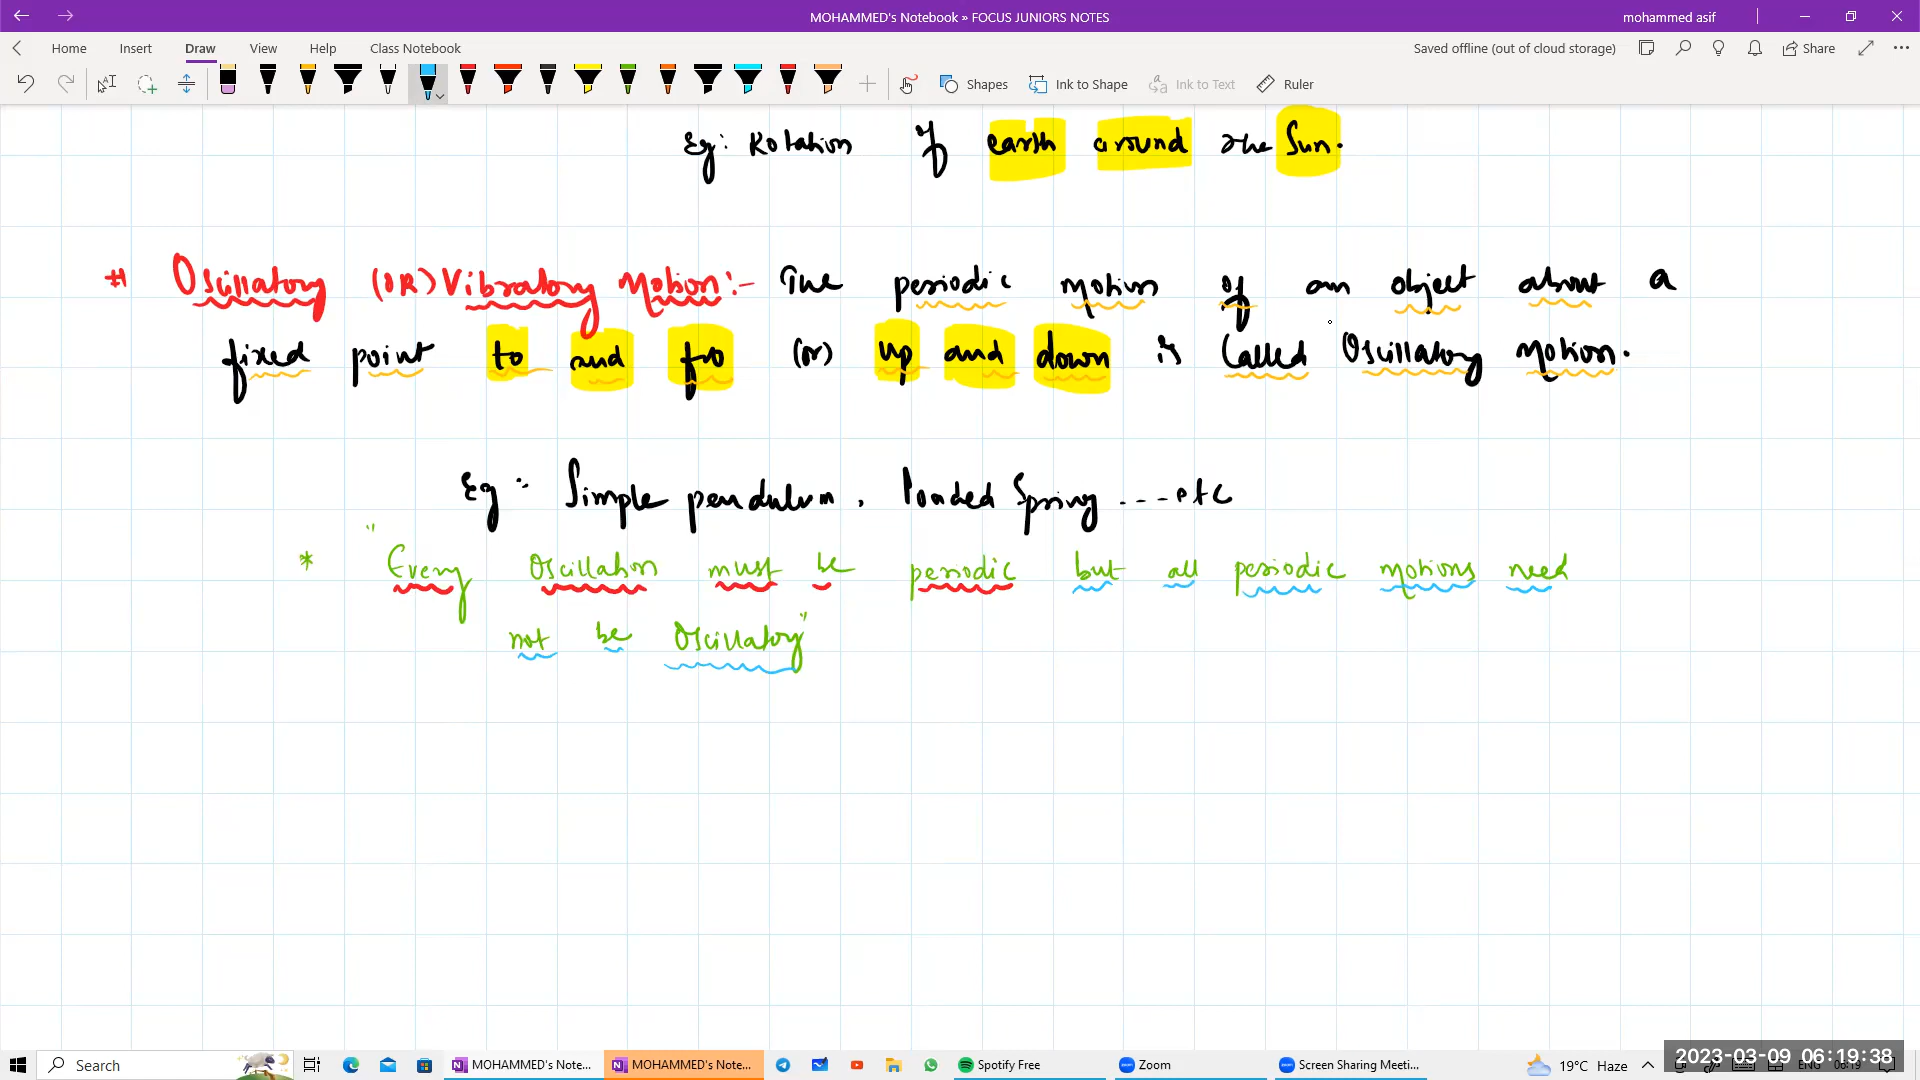 MOHAMMED's Notebook » FOCUS JUNIORS NOTES
mohammed asif
Home Insert Draw View Help Class Notebook
Saved offline (out of cloud storage)
Share
Shapes Ink to Shape Ink to Text Ruler
Eg: Rotation of earth around the Sun.
* Oscillatory (OR) Vibratory Motion:- The periodic motion of an object about a
fixed point to and fro (or) up and down is called Oscillatory Motion.
Eg: Simple pendulum, Loaded Spring ...etc
* "Every Oscillation must be periodic but all periodic motions need
not be Oscillatory"
Search
MOHAMMED's Note...
MOHAMMED's Note...
Spotify Free
Zoom
Screen Sharing Meeti...
19°C Haze
2023-03-09 06:19:38